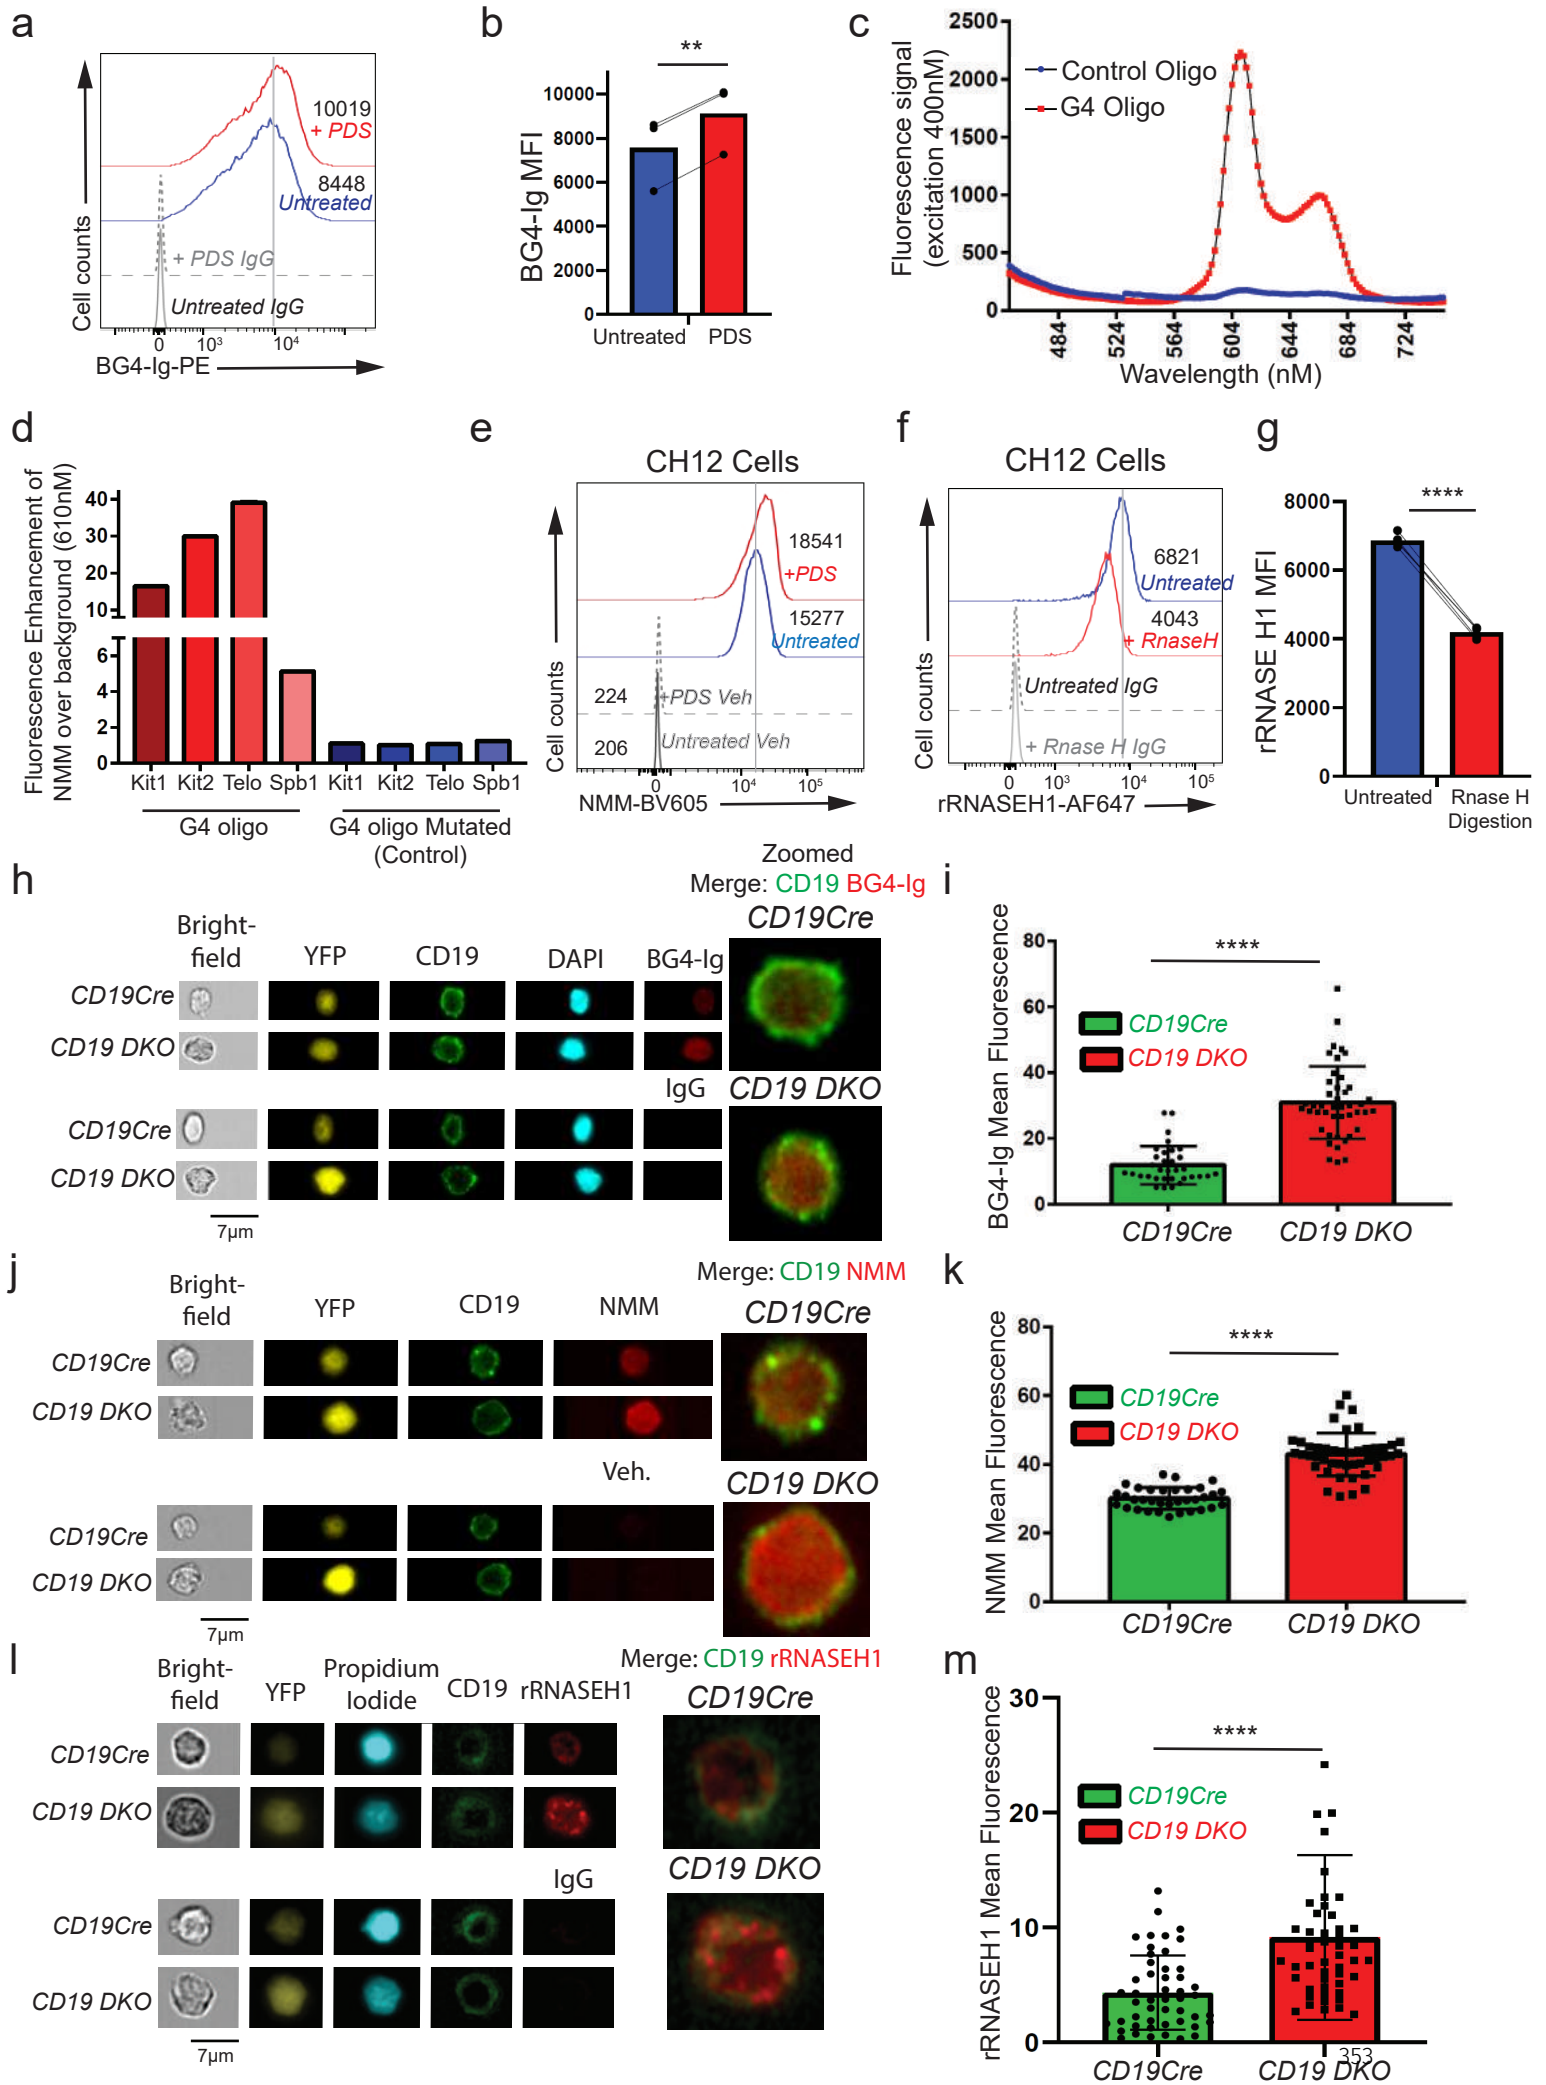 a
10019
+ PDS
8448
Untreated
+ PDS IgG
Untreated IgG
Cell counts
0 10³ 10⁴
BG4-Ig-PE
b
**
BG4-Ig MFI
10000
8000
6000
4000
2000
0
Untreated PDS
c
Fluorescence signal
(excitation 400nM)
2500
2000
1500
1000
500
0
Control Oligo
G4 Oligo
484 524 564 604 644 684 724
Wavelength (nM)
d
Fluorescence Enhancement of
NMM over background (610nM)
40
30
20
10
6
4
2
0
Kit1 Kit2 Telo Spb1 Kit1 Kit2 Telo Spb1
G4 oligo G4 oligo Mutated
(Control)
e
CH12 Cells
18541
+PDS
15277
Untreated
224 +PDS Veh
206 Untreated Veh
Cell counts
0 10⁴ 10⁵
NMM-BV605
f
CH12 Cells
6821
Untreated
4043
+ RnaseH
Untreated IgG
+ Rnase H IgG
Cell counts
0 10³ 10⁴ 10⁵
rRNASEH1-AF647
g
****
rRNASE H1 MFI
8000
6000
4000
2000
0
Untreated Rnase H
Digestion
h
Zoomed
Merge: CD19 BG4-Ig
Bright-
field YFP CD19 DAPI BG4-Ig
CD19Cre
CD19Cre
CD19 DKO
IgG
CD19 DKO
CD19Cre
CD19 DKO
7µm
i
****
BG4-Ig Mean Fluorescence
80
60
40
20
0
CD19Cre
CD19 DKO
CD19Cre CD19 DKO
j
Merge: CD19 NMM
Bright-
field YFP CD19 NMM
CD19Cre
CD19Cre
CD19 DKO
Veh.
CD19 DKO
CD19Cre
CD19 DKO
7µm
k
****
NMM Mean Fluorescence
80
60
40
20
0
CD19Cre
CD19 DKO
CD19Cre CD19 DKO
l
Merge: CD19 rRNASEH1
Bright-
field YFP Propidium
Iodide CD19 rRNASEH1
CD19Cre
CD19Cre
CD19 DKO
IgG
CD19 DKO
CD19Cre
CD19 DKO
7µm
m
****
rRNASEH1 Mean Fluorescence
30
20
10
0
CD19Cre
CD19 DKO
CD19Cre CD19 DKO
353